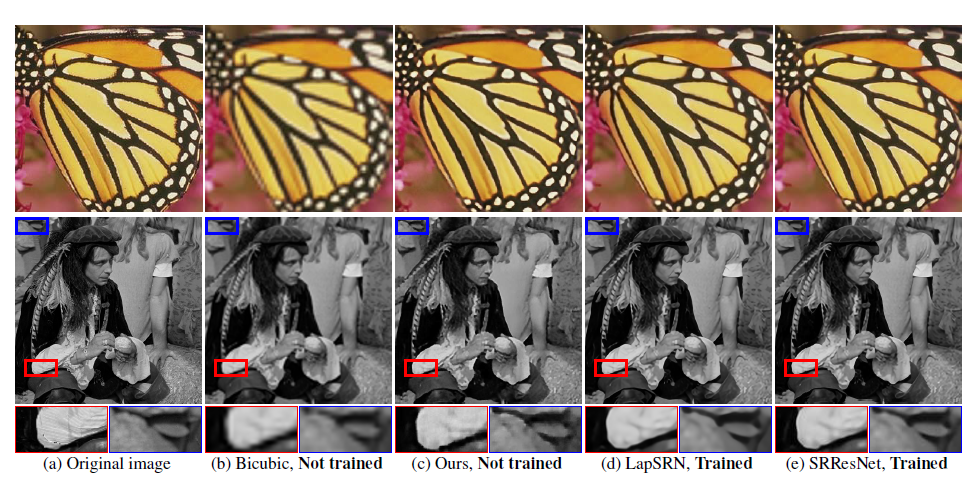 (a) Original image (b) Bicubic, Not trained (c) Ours, Not trained (d) LapSRN, Trained (e) SRResNet, Trained